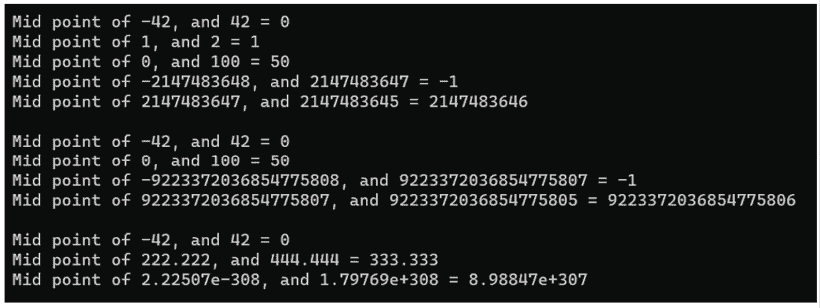 Mid point of -42, and 42 = 0
Mid point of 1, and 2 = 1
Mid point of 0, and 100 = 50
Mid point of -2147483648, and 2147483647 = -1
Mid point of 2147483647, and 2147483645 = 2147483646
Mid point of -42, and 42 = 0
Mid point of 0, and 100 = 50
Mid point of -9223372036854775808, and 9223372036854775807 = -1
Mid point of 9223372036854775807, and 9223372036854775805 = 9223372036854775806
Mid point of -42, and 42 = 0
Mid point of 222.222, and 444.444 = 333.333
Mid point of 2.22507e-308, and 1.79769e+308 = 8.98847e+307